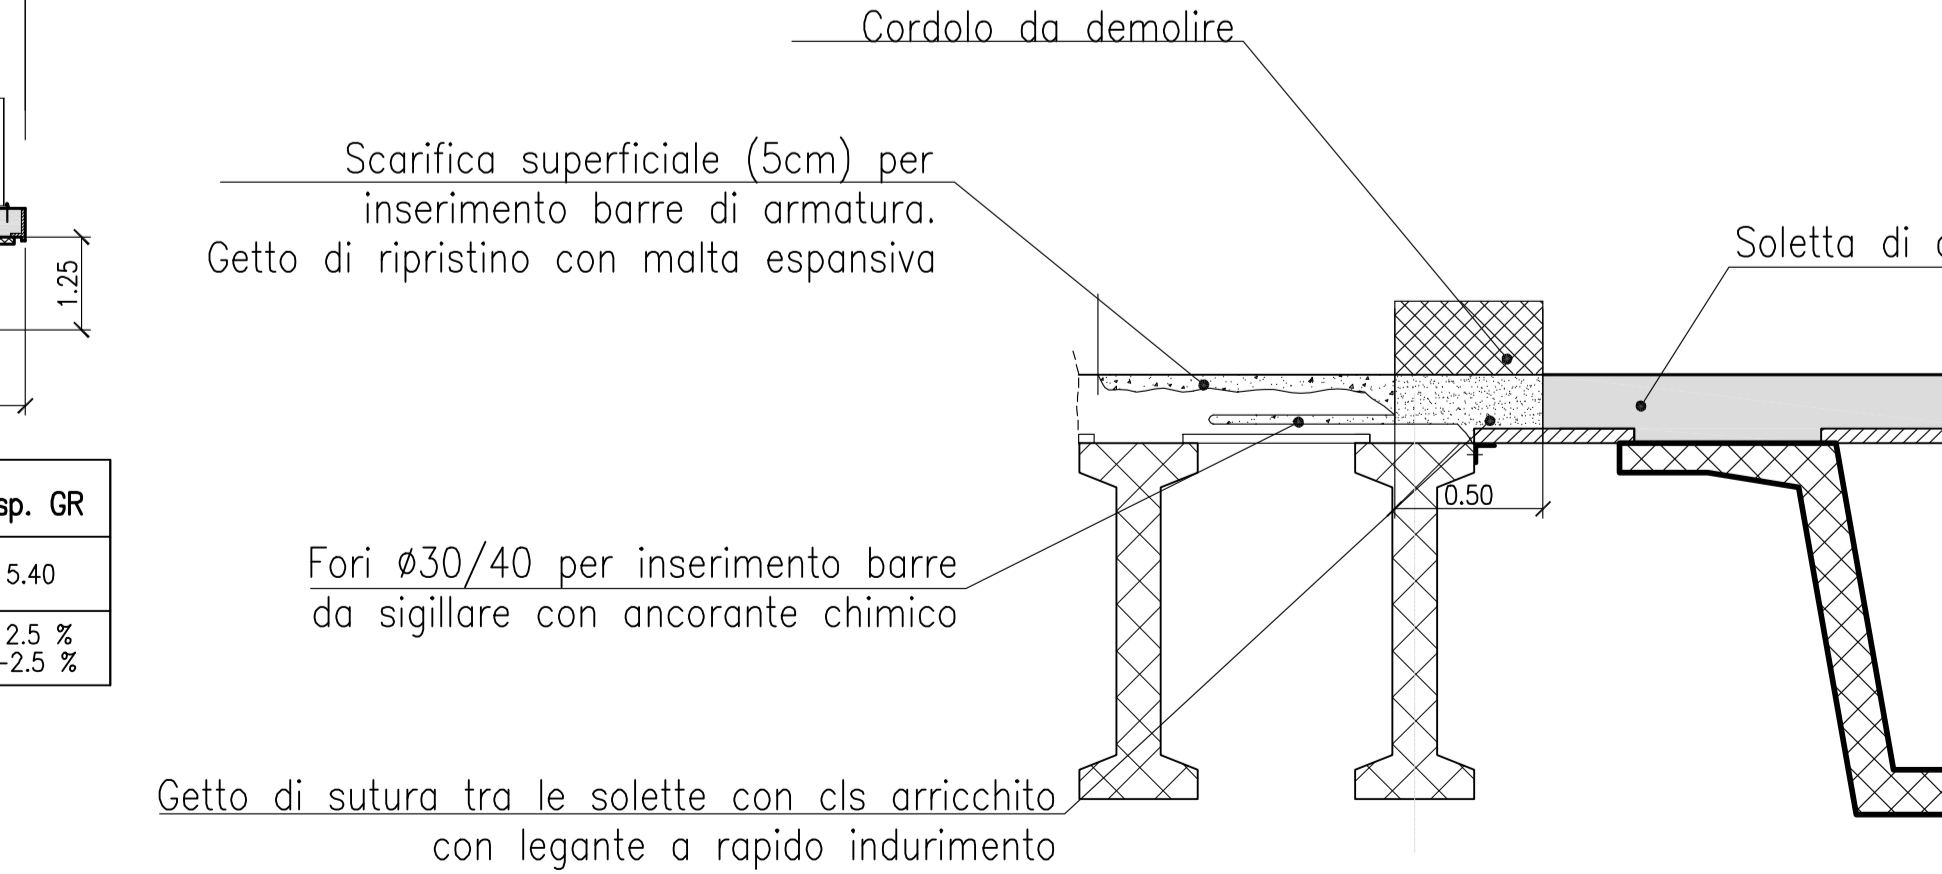 Cordolo da demolire
Scarifica superficiale (5cm) per
inserimento barre di armatura.
Getto di ripristino con malta espansiva
Soletta di
1.25
0.50
sp. GR
5.40
2.5 %
-2.5 %
Fori ø30/40 per inserimento barre
da sigillare con ancorante chimico
Getto di sutura tra le solette con cls arricchito
con legante a rapido indurimento